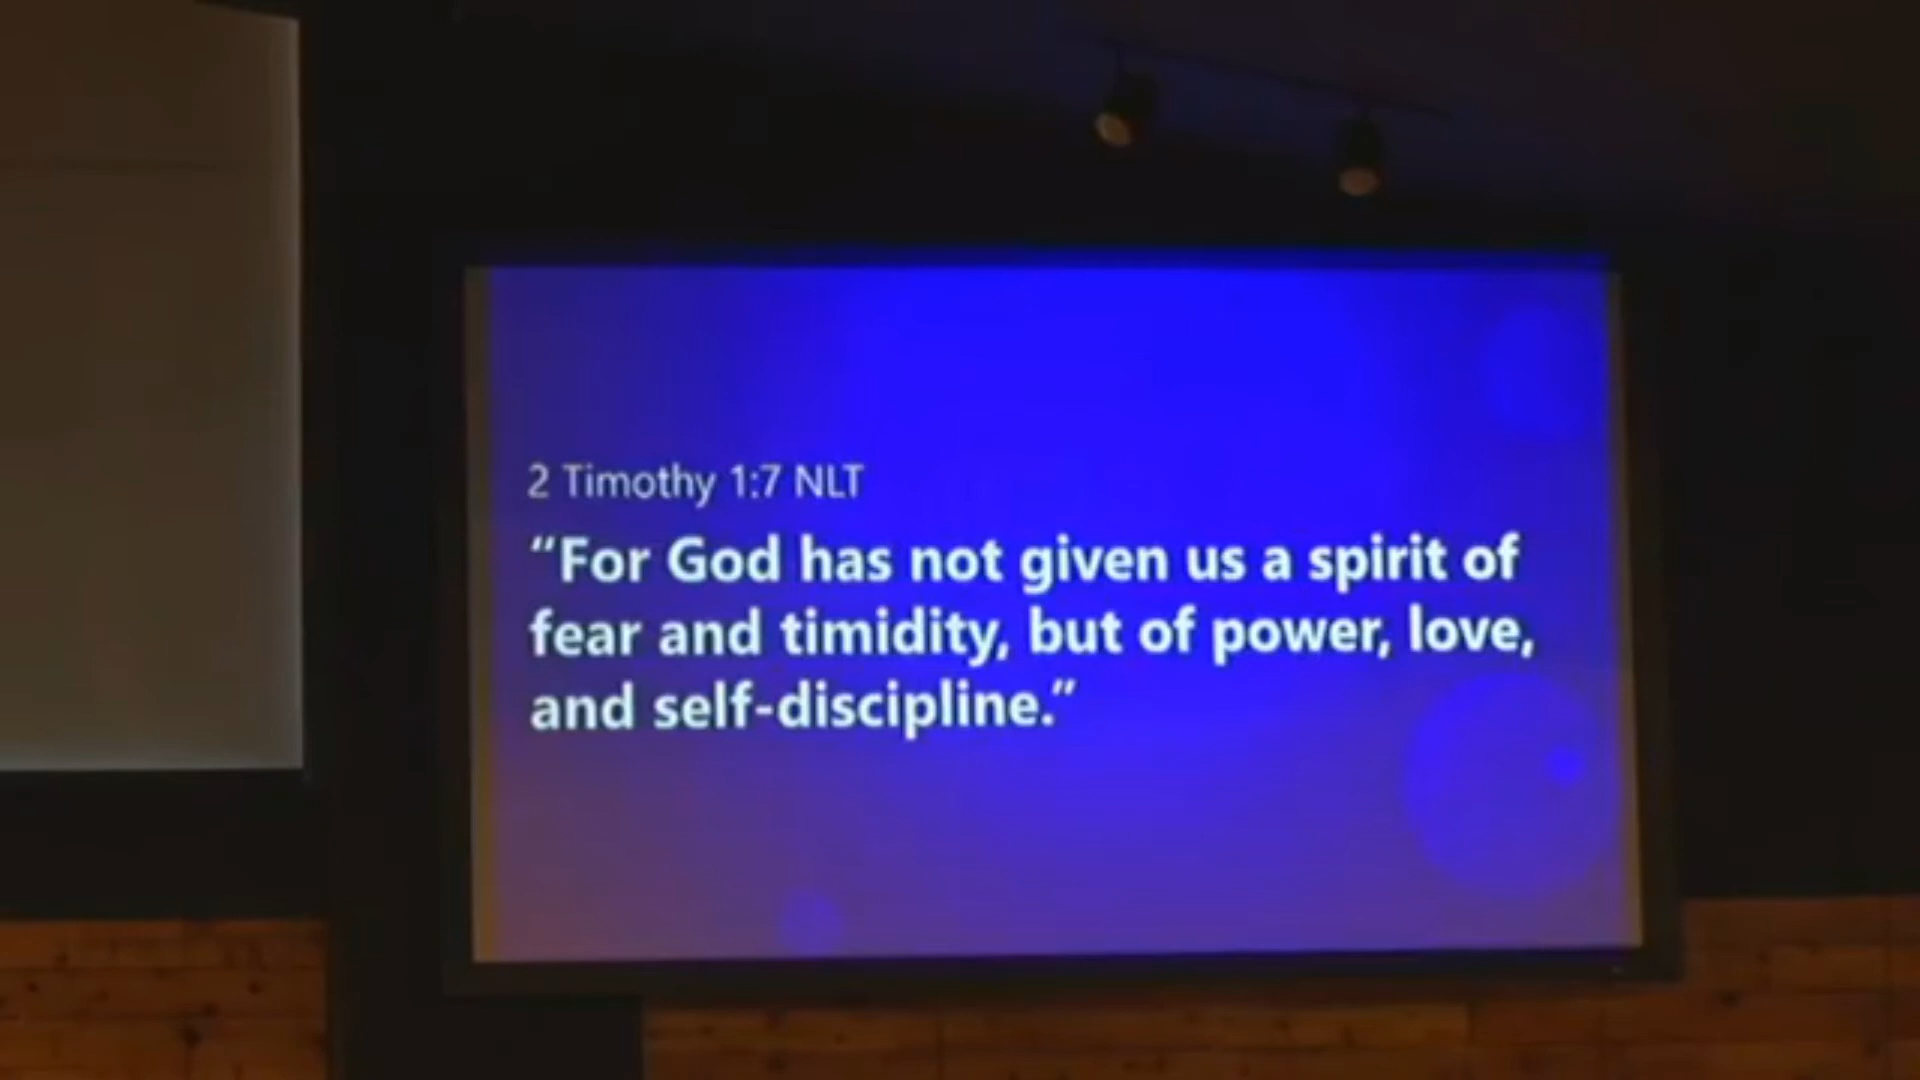 2 Timothy 1:7 NLT
“For God has not given us a spirit of
fear and timidity, but of power, love,
and self-discipline.”